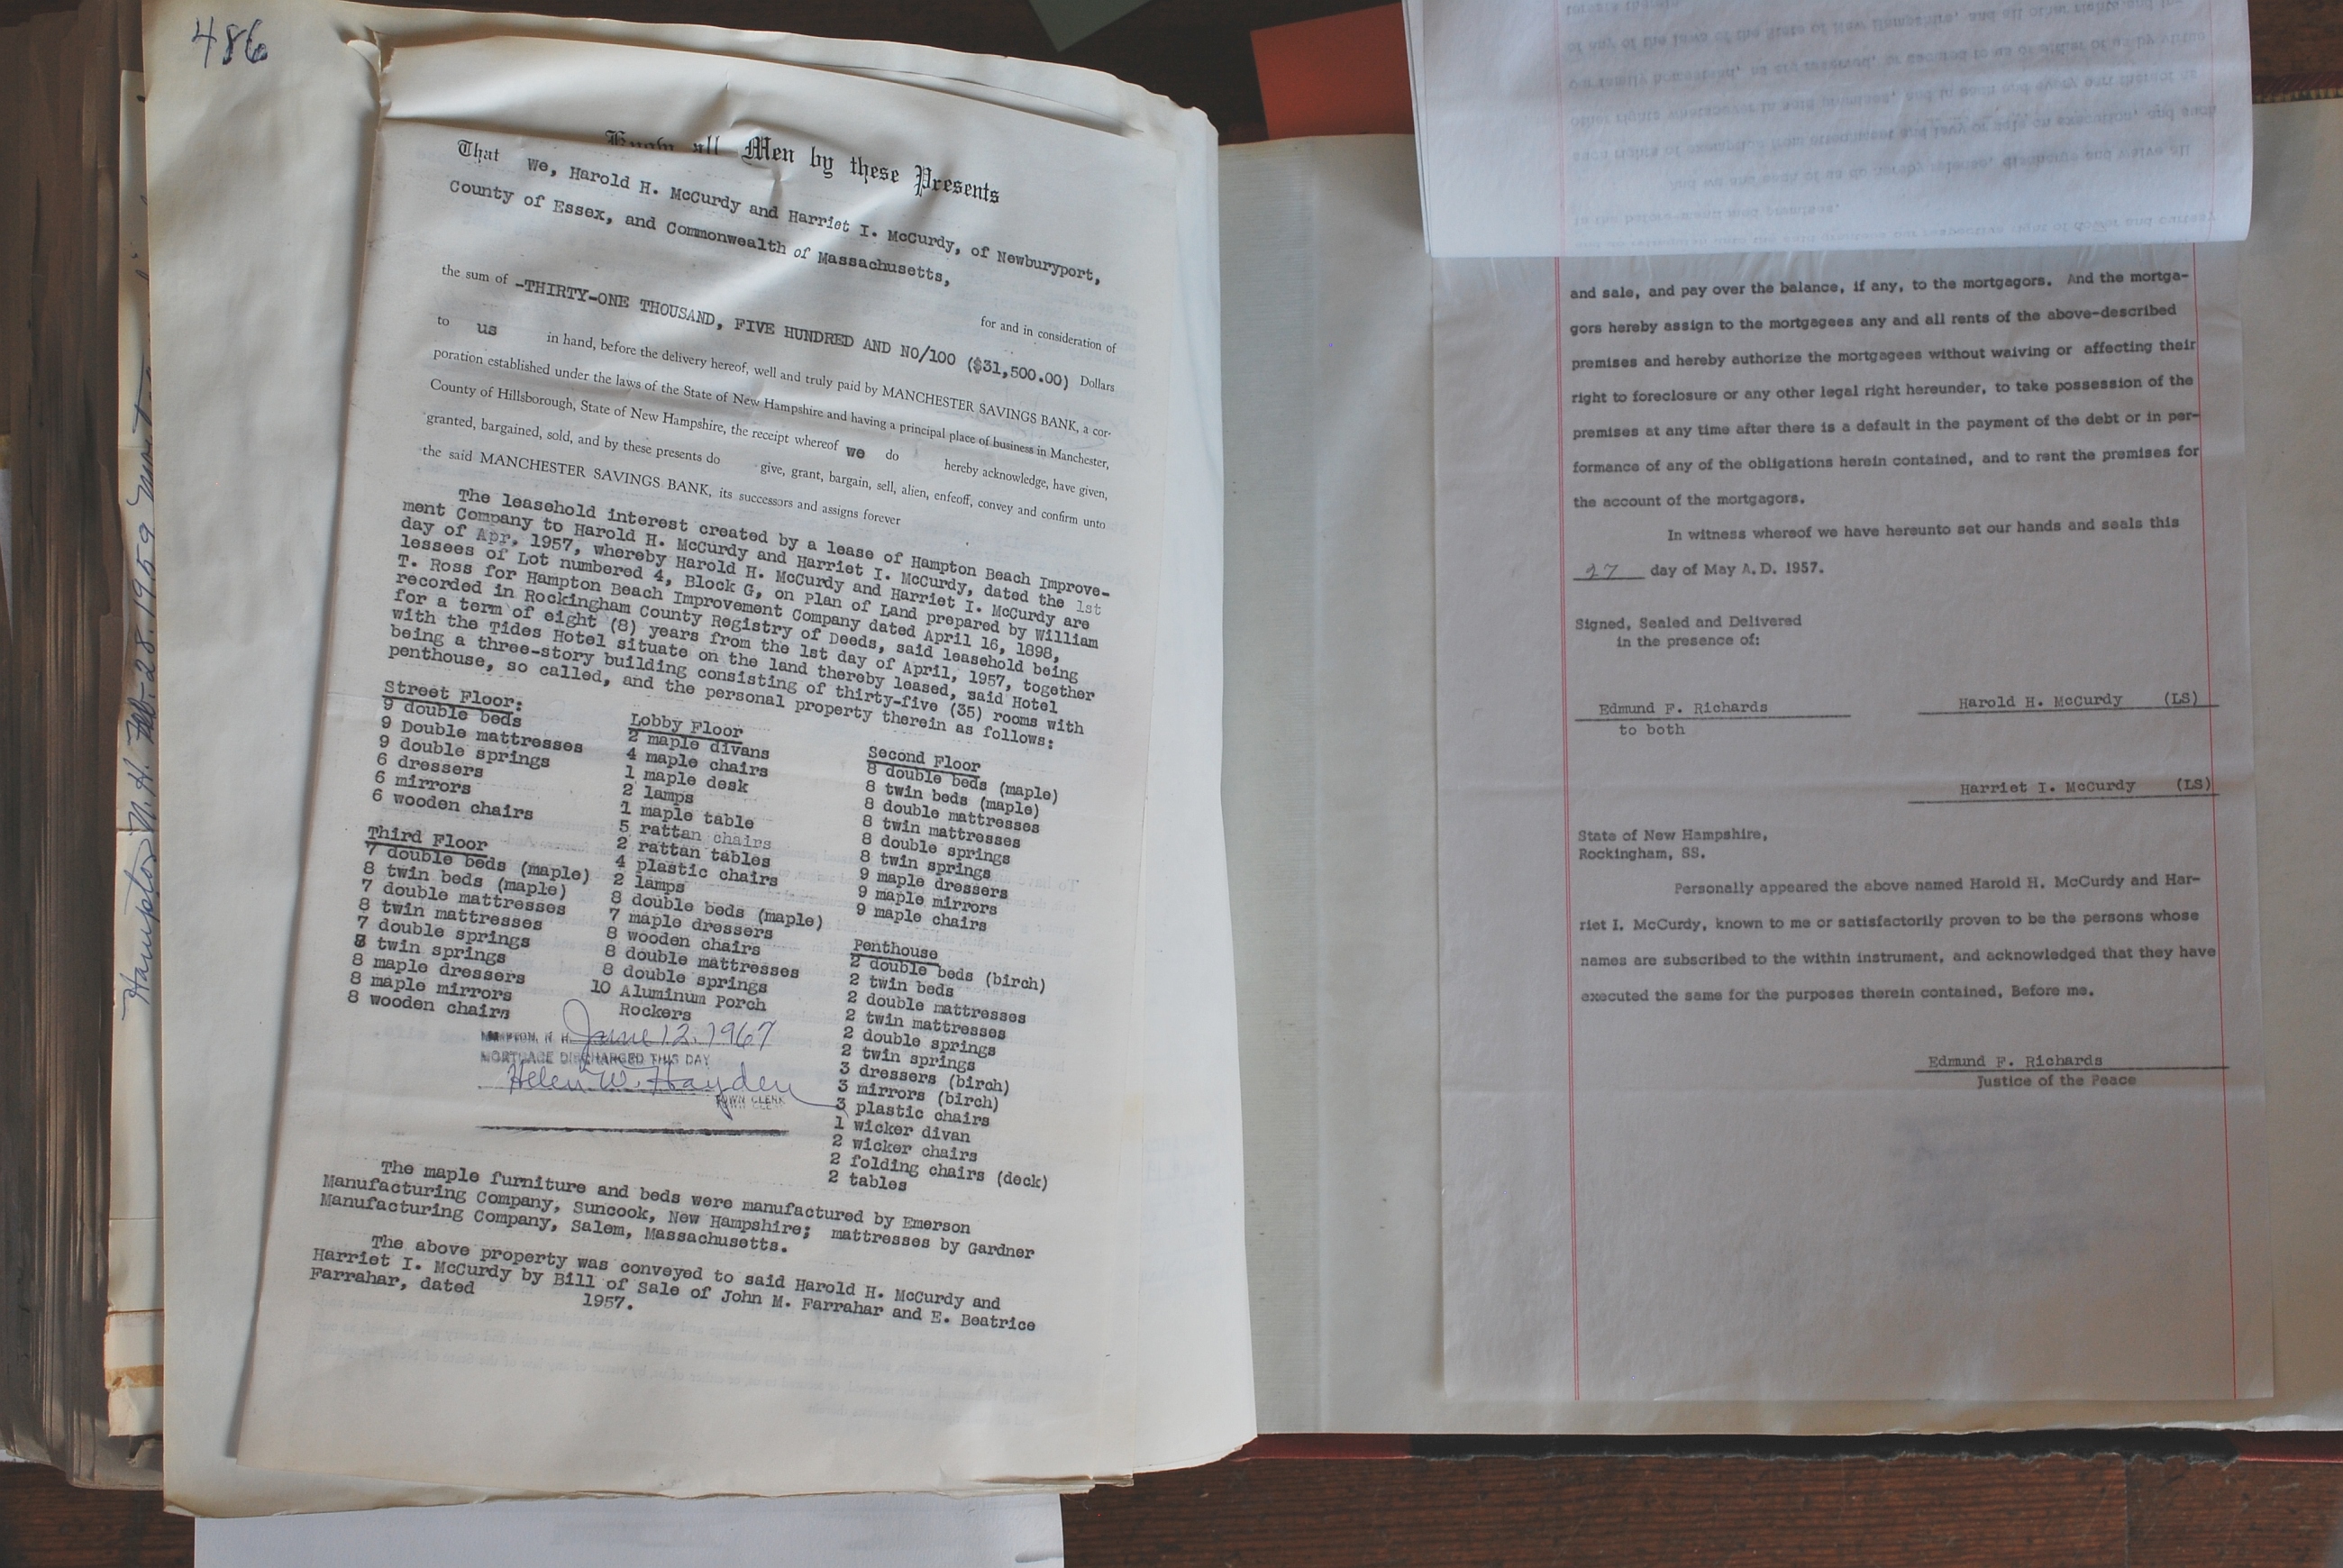 486
Know all Men by these Presents
That We, Harold H. McCurdy and Harriet I. McCurdy, of Newburyport,
County of Essex, and Commonwealth of Massachusetts,
for and in consideration of
the sum of -THIRTY-ONE THOUSAND, FIVE HUNDRED AND NO/100 ($31,500.00) Dollars
to us in hand, before the delivery hereof, well and truly paid by MANCHESTER SAVINGS BANK, a cor-
poration established under the laws of the State of New Hampshire and having a principal place of business in Manchester,
County of Hillsborough, State of New Hampshire, the receipt whereof we do hereby acknowledge, have given,
granted, bargained, sold, and by these presents do give, grant, bargain, sell, alien, enfeoff, convey and confirm unto
the said MANCHESTER SAVINGS BANK, its successors and assigns forever
The leasehold interest created by a lease of Hampton Beach Improve-
ment Company to Harold H. McCurdy and Harriet I. McCurdy, dated the 1st
day of Apr, 1957, whereby Harold H. McCurdy and Harriet I. McCurdy are
lessees of Lot numbered 4, Block G, on Plan of Land prepared by William
T. Ross for Hampton Beach Improvement Company dated April 16, 1898,
recorded in Rockingham County Registry of Deeds, said leasehold being
for a term of eight (8) years from the 1st day of April, 1957, together
with the Tides Hotel situate on the land thereby leased, said Hotel
being a three-story building consisting of thirty-five (35) rooms with
penthouse, so called, and the personal property therein as follows:
Street Floor:
9 double beds
9 Double mattresses
9 double springs
6 dressers
6 mirrors
6 wooden chairs
Third Floor
7 double beds (maple)
8 twin beds (maple)
7 double mattresses
8 twin mattresses
7 double springs
8 twin springs
8 maple dressers
8 maple mirrors
8 wooden chairs
Lobby Floor
2 maple divans
4 maple chairs
1 maple desk
2 lamps
1 maple table
5 rattan chairs
2 rattan tables
4 plastic chairs
2 lamps
8 double beds (maple)
7 maple dressers
8 wooden chairs
8 double mattresses
8 double springs
10 Aluminum Porch
Rockers
Second Floor
8 double beds (maple)
8 twin beds (maple)
8 double mattresses
8 twin mattresses
8 double springs
8 twin springs
9 maple dressers
9 maple mirrors
9 maple chairs
Penthouse
2 double beds (birch)
2 twin beds
2 double mattresses
2 twin mattresses
2 double springs
2 twin springs
3 dressers (birch)
3 mirrors (birch)
3 plastic chairs
1 wicker divan
2 wicker chairs
2 folding chairs (deck)
2 tables
HAMPTON, N. H. June 12, 1967
MORTGAGE DISCHARGED THIS DAY
Helen W. Hayden
TOWN CLERK
The maple furniture and beds were manufactured by Emerson
Manufacturing Company, Suncook, New Hampshire; mattresses by Gardner
Manufacturing Company, Salem, Massachusetts.
The above property was conveyed to said Harold H. McCurdy and
Harriet I. McCurdy by Bill of Sale of John M. Farrahar and E. Beatrice
Farrahar, dated 1957.
Hampton N. H. Feb. 28. 1959
and sale, and pay over the balance, if any, to the mortgagors. And the mortga-
gors hereby assign to the mortgagees any and all rents of the above-described
premises and hereby authorize the mortgagees without waiving or affecting their
right to foreclosure or any other legal right hereunder, to take possession of the
premises at any time after there is a default in the payment of the debt or in per-
formance of any of the obligations herein contained, and to rent the premises for
the account of the mortgagors.
In witness whereof we have hereunto set our hands and seals this
27 day of May A. D. 1957.
Signed, Sealed and Delivered
in the presence of:
Edmund F. Richards
to both
Harold H. McCurdy (LS)
Harriet I. McCurdy (LS)
State of New Hampshire,
Rockingham, SS.
Personally appeared the above named Harold H. McCurdy and Har-
riet I. McCurdy, known to me or satisfactorily proven to be the persons whose
names are subscribed to the within instrument, and acknowledged that they have
executed the same for the purposes therein contained, Before me.
Edmund F. Richards
Justice of the Peace